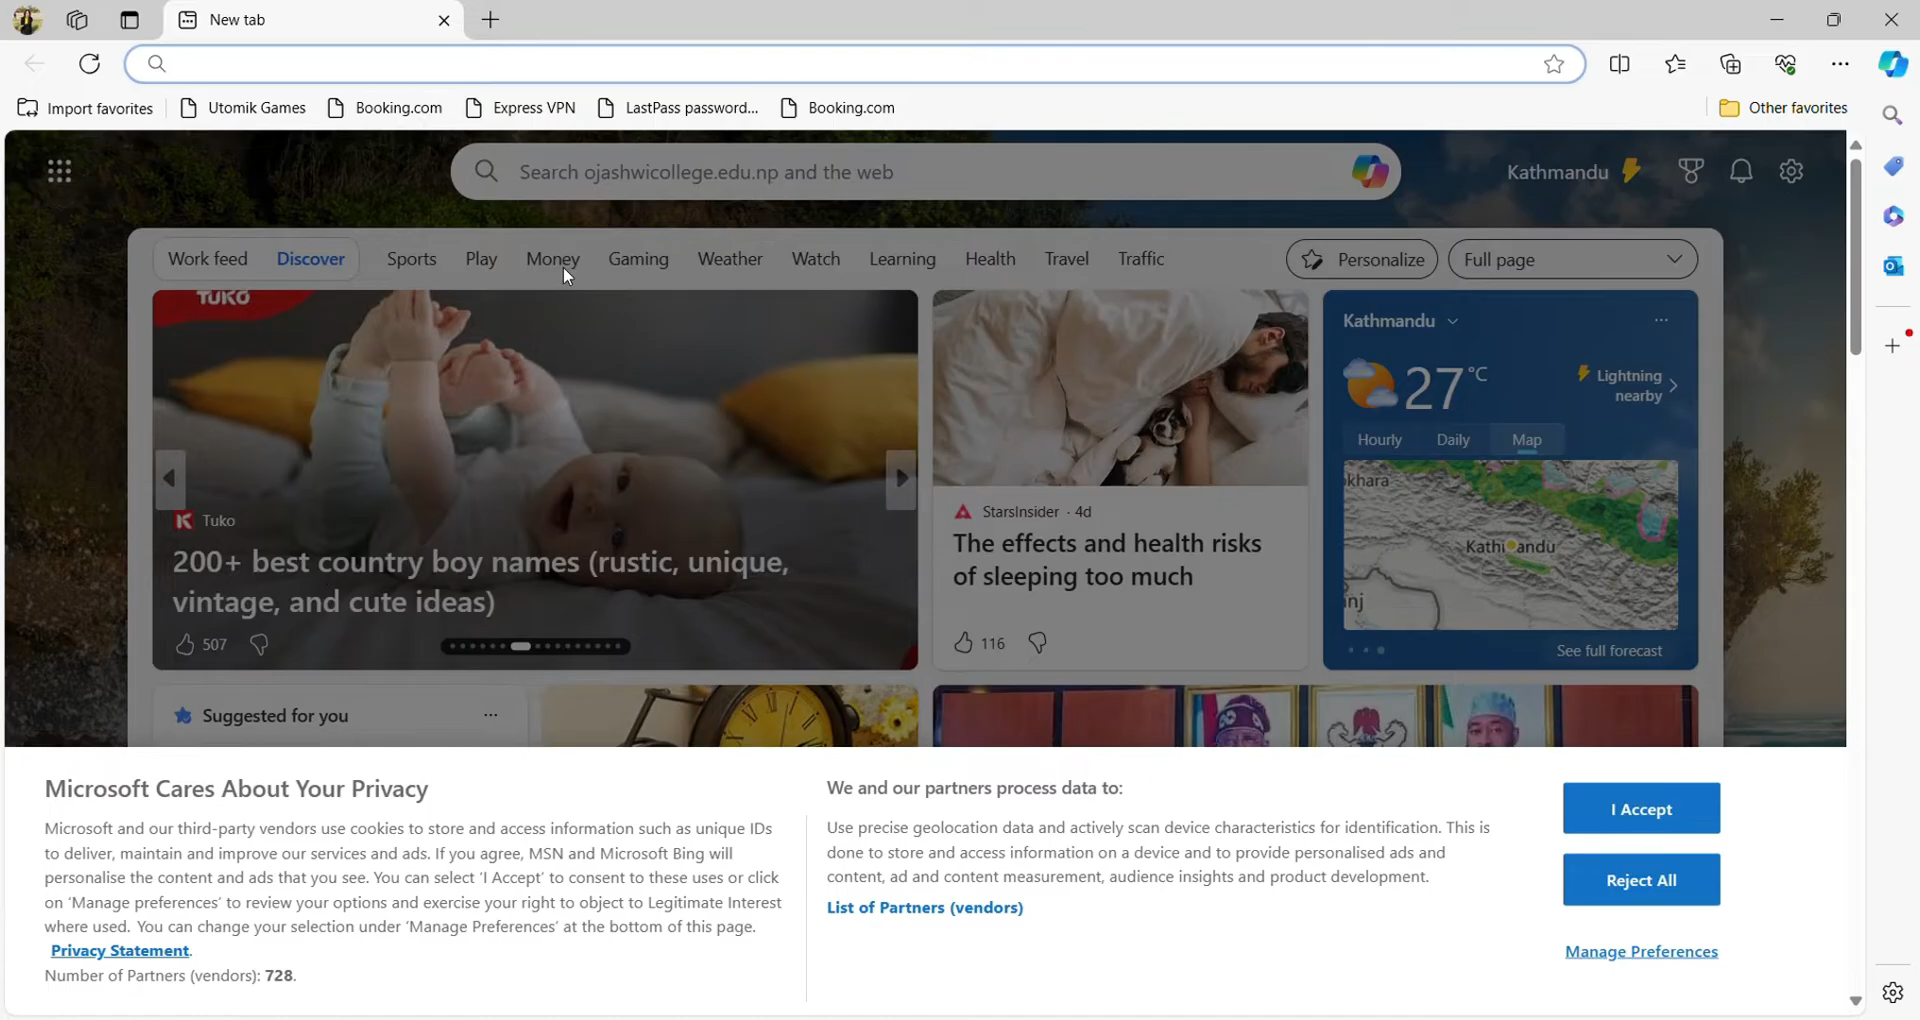 New tab
Import favorites
Utomik Games
Booking.com
Express VPN
LastPass password...
Booking.com
Other favorites
Search ojashwicollege.edu.np and the web
Kathmandu
Work feed
Discover
Sports
Play
Money
Gaming
Weather
Watch
Learning
Health
Travel
Traffic
Personalize
Full page
TUKO
Tuko
200+ best country boy names (rustic, unique,
vintage, and cute ideas)
507
StarsInsider · 4d
The effects and health risks
of sleeping too much
116
Kathmandu
27°C
Lightning
nearby
Hourly
Daily
Map
khara
Kath
andu
nj
See full forecast
Suggested for you
Microsoft Cares About Your Privacy
Microsoft and our third-party vendors use cookies to store and access information such as unique IDs
to deliver, maintain and improve our services and ads. If you agree, MSN and Microsoft Bing will
personalise the content and ads that you see. You can select 'I Accept' to consent to these uses or click
on 'Manage preferences' to review your options and exercise your right to object to Legitimate Interest
where used. You can change your selection under 'Manage Preferences' at the bottom of this page.
Privacy Statement.
Number of Partners (vendors): 728.
We and our partners process data to:
Use precise geolocation data and actively scan device characteristics for identification. This is
done to store and access information on a device and to provide personalised ads and
content, ad and content measurement, audience insights and product development.
List of Partners (vendors)
I Accept
Reject All
Manage Preferences